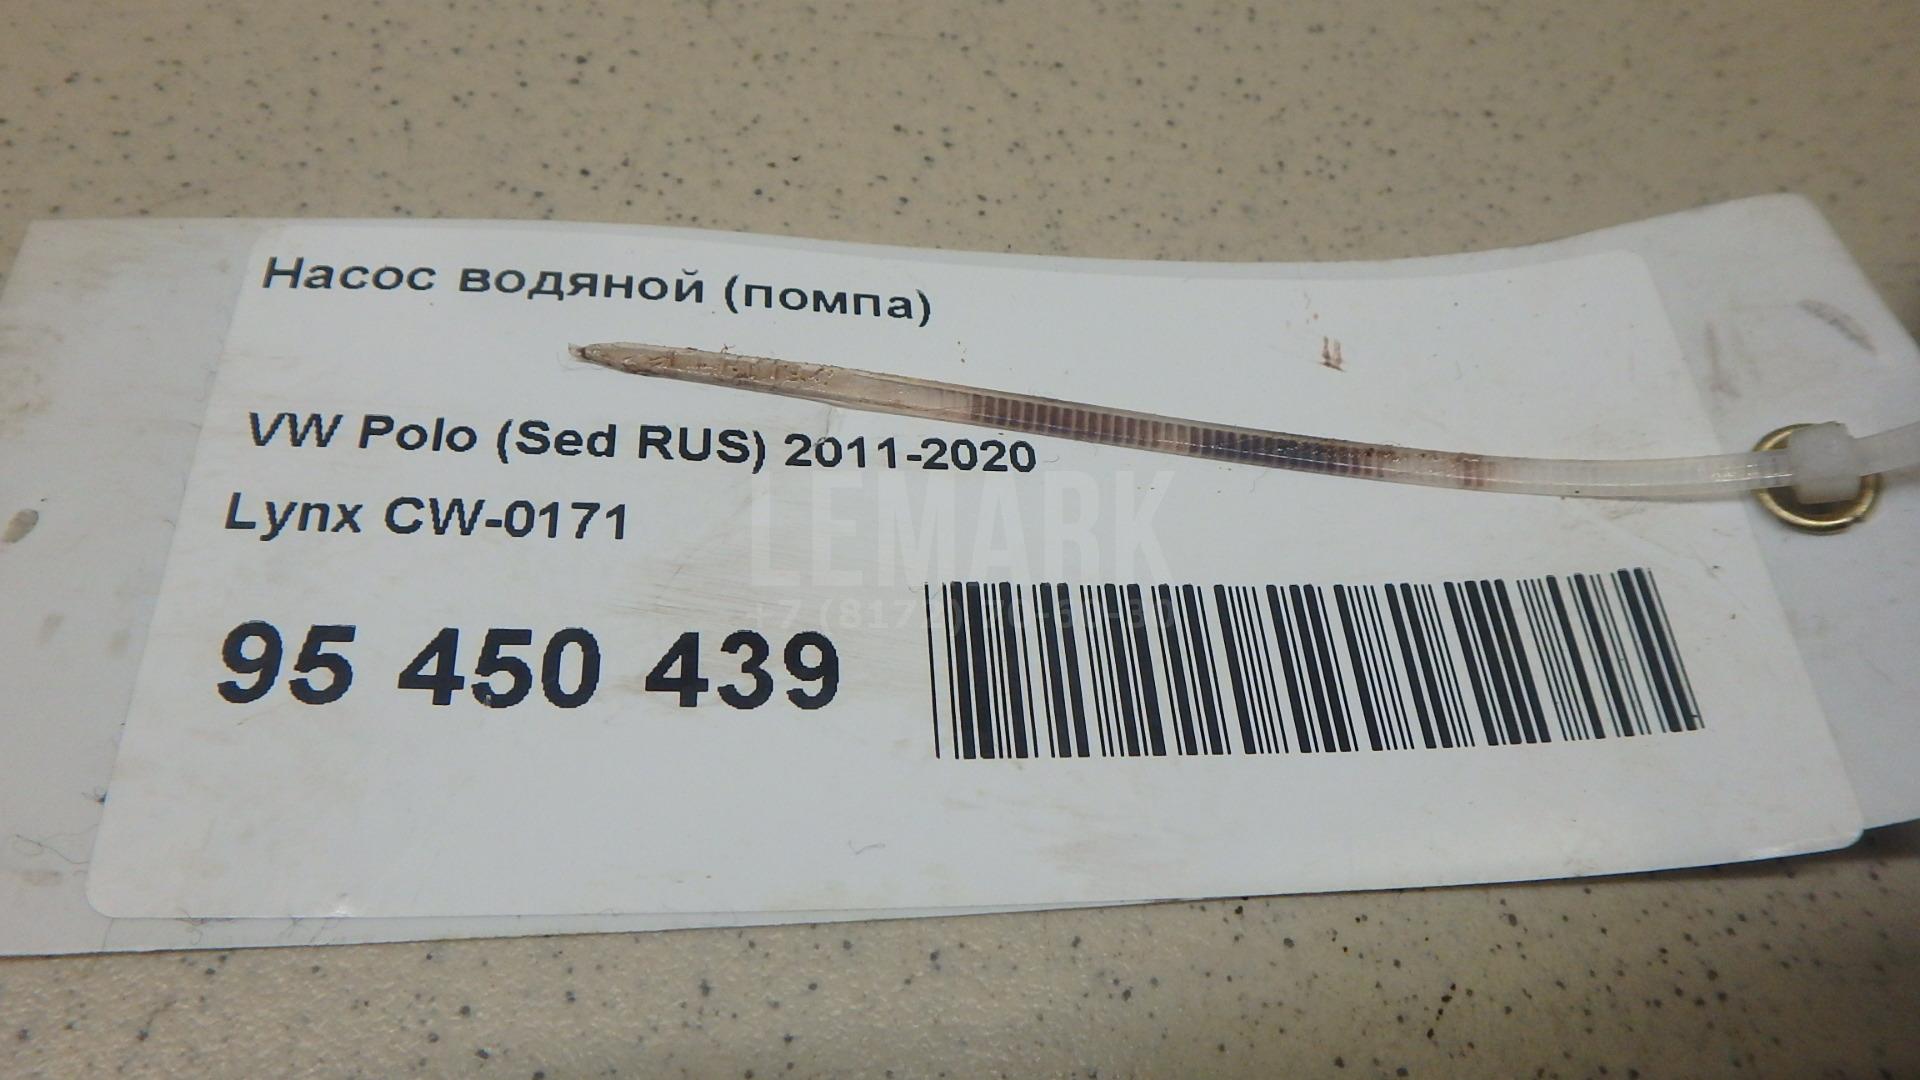 Насос водяной (помпа)
VW Polo (Sed RUS) 2011-2020
Lynx CW-0171
LEMARK
95 450 439